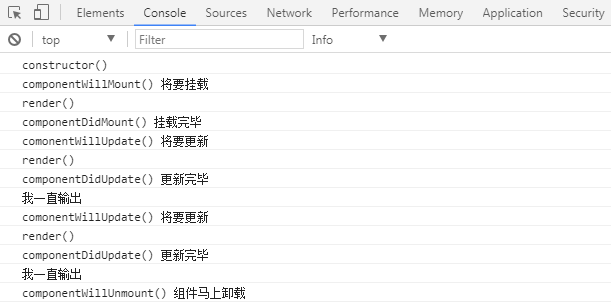 Elements Console Sources Network Performance Memory Application Security
top Filter Info
constructor()
componentWillMount() 将要挂载
render()
componentDidMount() 挂载完毕
comonentWillUpdate() 将要更新
render()
componentDidUpdate() 更新完毕
我一直输出
comonentWillUpdate() 将要更新
render()
componentDidUpdate() 更新完毕
我一直输出
componentWillUnmount() 组件马上卸载